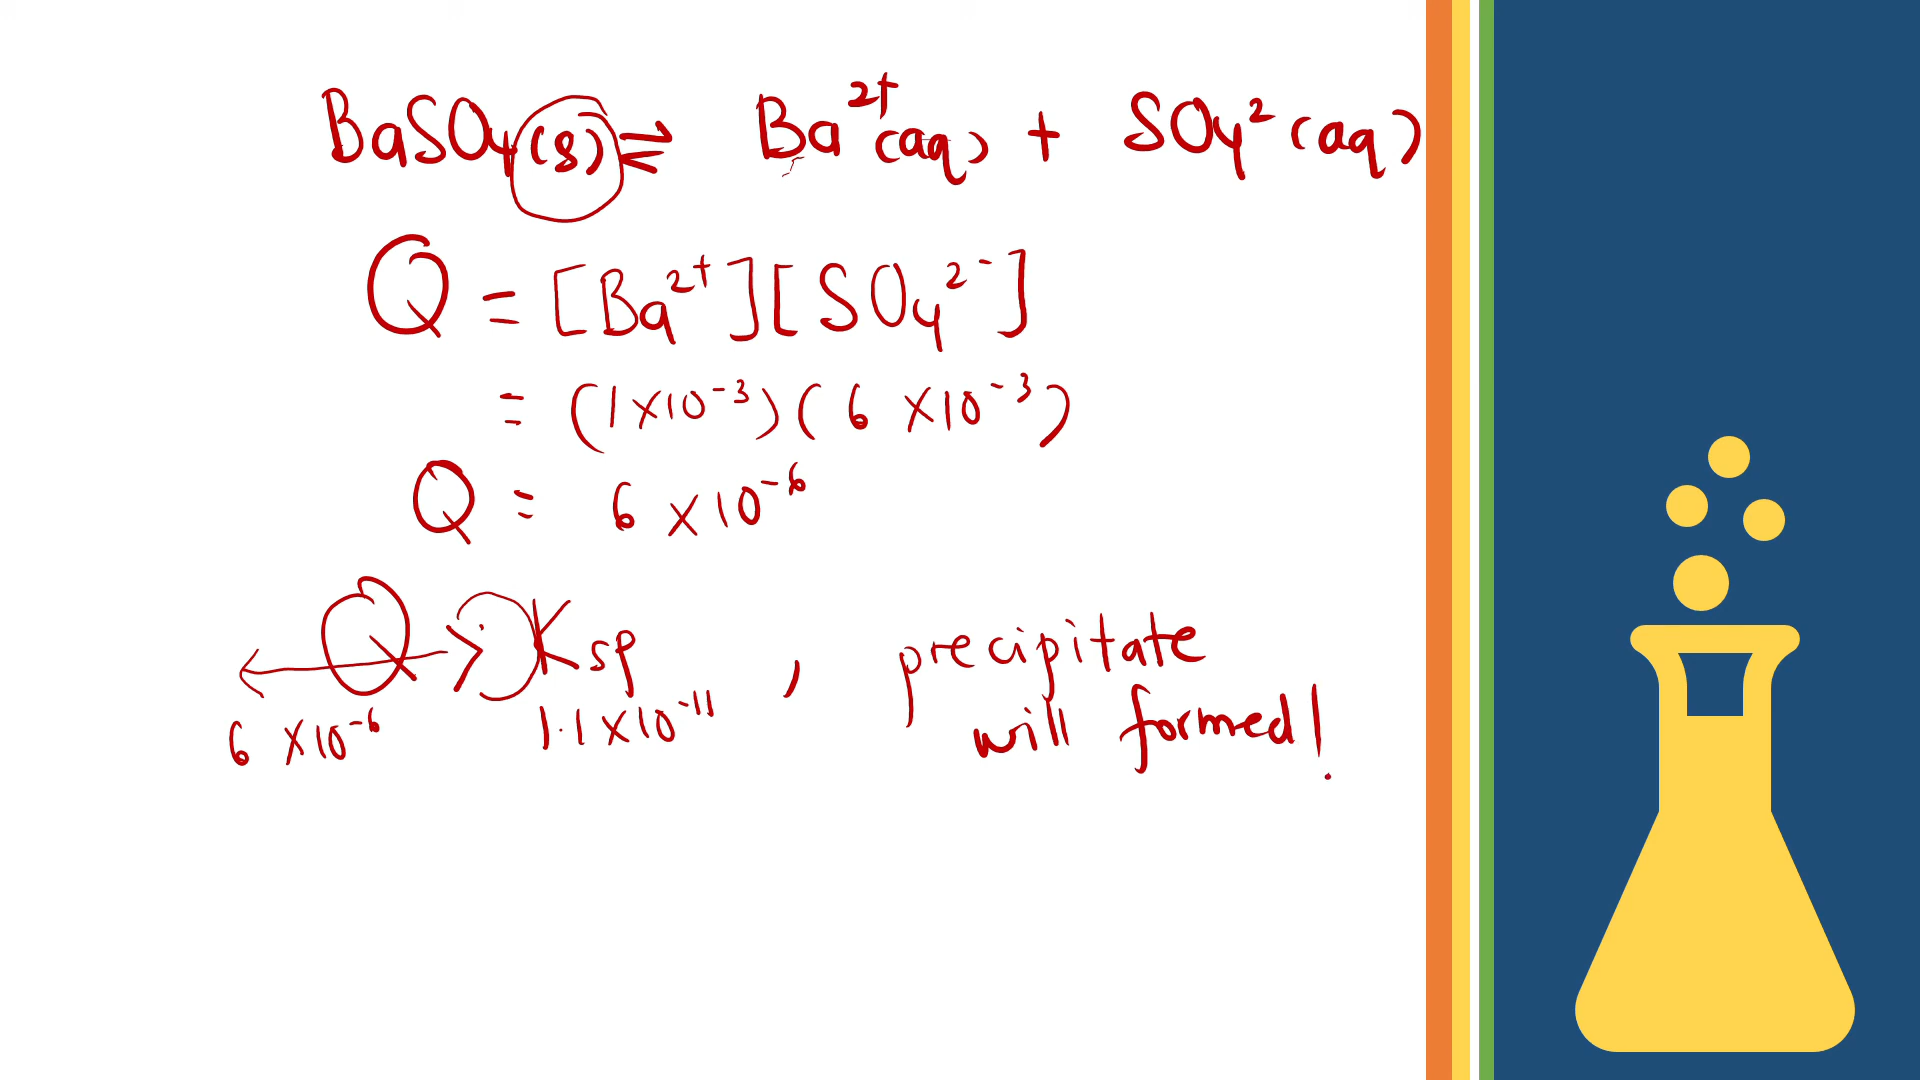 BaSO4(s) ⇌ Ba²⁺(aq) + SO4²(aq)
Q = [Ba²⁺][SO4²⁻]
= (1×10⁻³)(6×10⁻³)
Q = 6×10⁻⁶
Q > Ksp, precipitate
6×10⁻⁶ 1.1×10⁻¹¹ will formed!